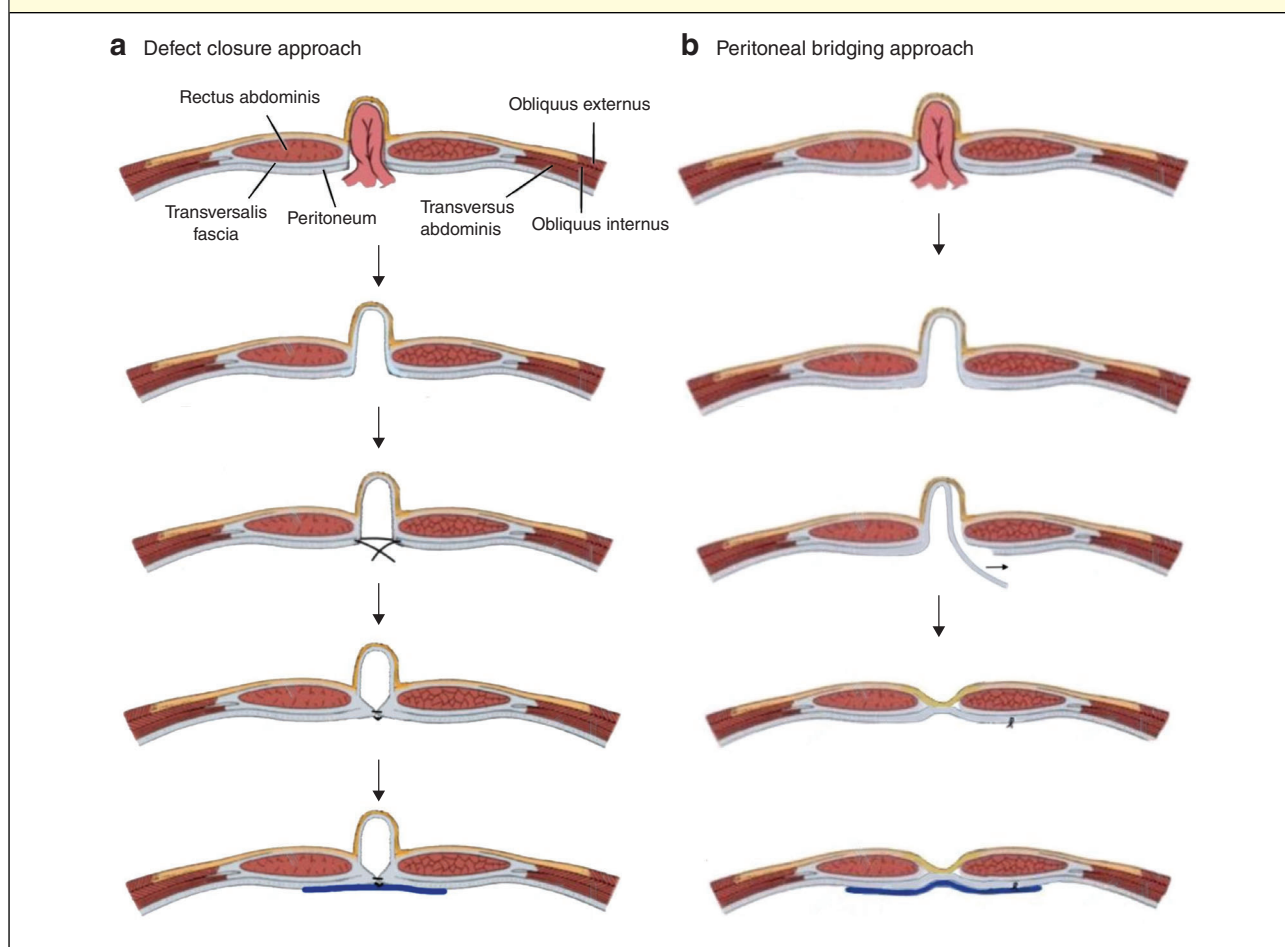 a Defect closure approach
b Peritoneal bridging approach
Rectus abdominis
Obliquus externus
Transversalis
fascia
Peritoneum
Transversus
abdominis
Obliquus internus